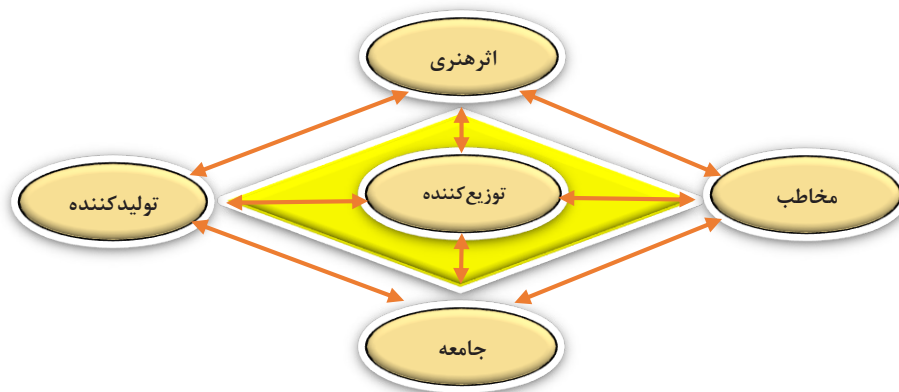 اثرهنری
تولیدکننده
توزیع‌کننده
مخاطب
جامعه